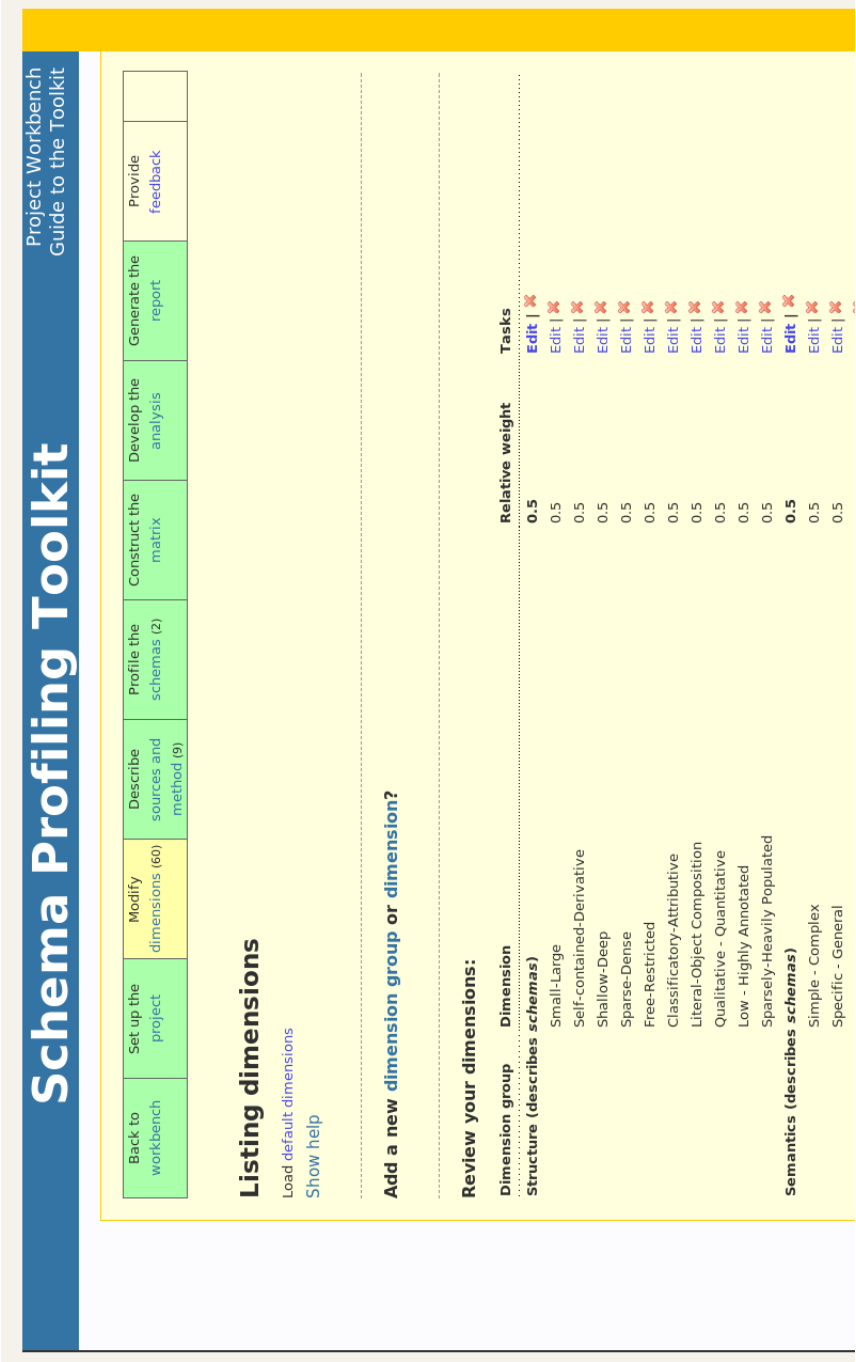 Schema Profiling Toolkit
Project Workbench
Guide to the Toolkit
Back to
workbench
Set up the
project
Modify
dimensions (60)
Describe
sources and
method (9)
Profile the
schemas (2)
Construct the
matrix
Develop the
analysis
Generate the
report
Provide
feedback
Listing dimensions
Load default dimensions
Show help
Add a new dimension group or dimension?
Review your dimensions:
Dimension group Dimension Relative weight Tasks
Structure (describes schemas) 0.5 Edit |
Small-Large 0.5 Edit |
Self-contained-Derivative 0.5 Edit |
Shallow-Deep 0.5 Edit |
Sparse-Dense 0.5 Edit |
Free-Restricted 0.5 Edit |
Classificatory-Attributive 0.5 Edit |
Literal-Object Composition 0.5 Edit |
Qualitative - Quantitative 0.5 Edit |
Low - Highly Annotated 0.5 Edit |
Sparsely-Heavily Populated 0.5 Edit |
Semantics (describes schemas) 0.5 Edit |
Simple - Complex 0.5 Edit |
Specific - General 0.5 Edit |